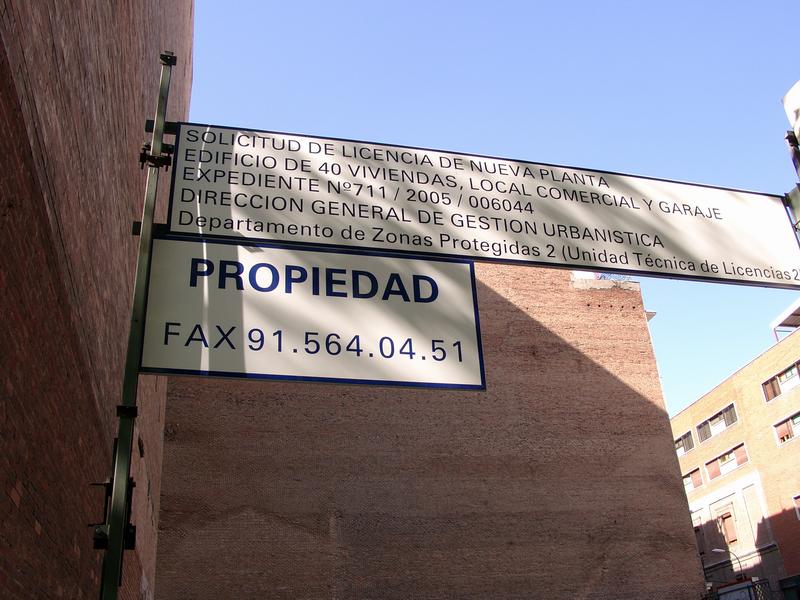 SOLICITUD DE LICENCIA DE NUEVA PLANTA
EDIFICIO DE 40 VIVIENDAS, LOCAL COMERCIAL Y GARAJE
EXPEDIENTE Nº711 / 2005 / 006044
DIRECCION GENERAL DE GESTION URBANISTICA
Departamento de Zonas Protegidas 2 (Unidad Técnica de Licencias2
PROPIEDAD
FAX 91.564.04.51